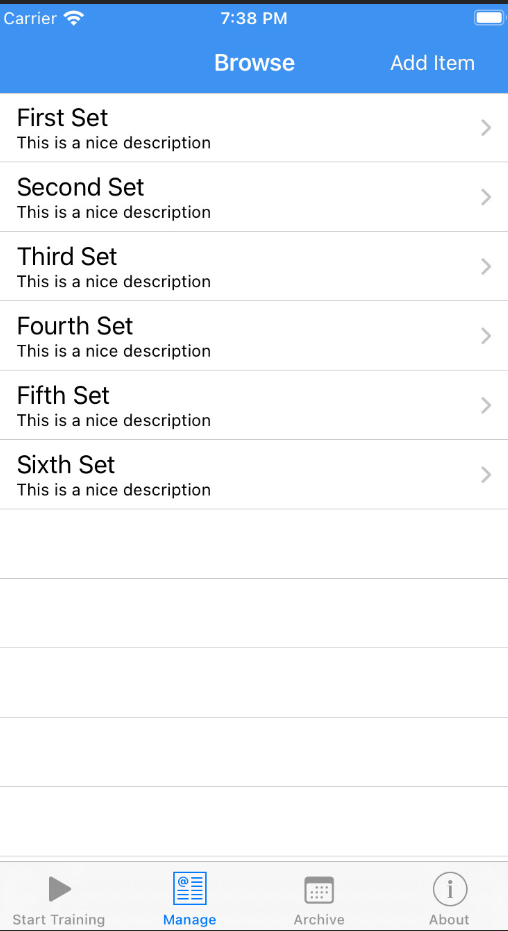 Carrier 7:38 PM
Browse Add Item
First Set
This is a nice description
Second Set
This is a nice description
Third Set
This is a nice description
Fourth Set
This is a nice description
Fifth Set
This is a nice description
Sixth Set
This is a nice description
Start Training Manage Archive About